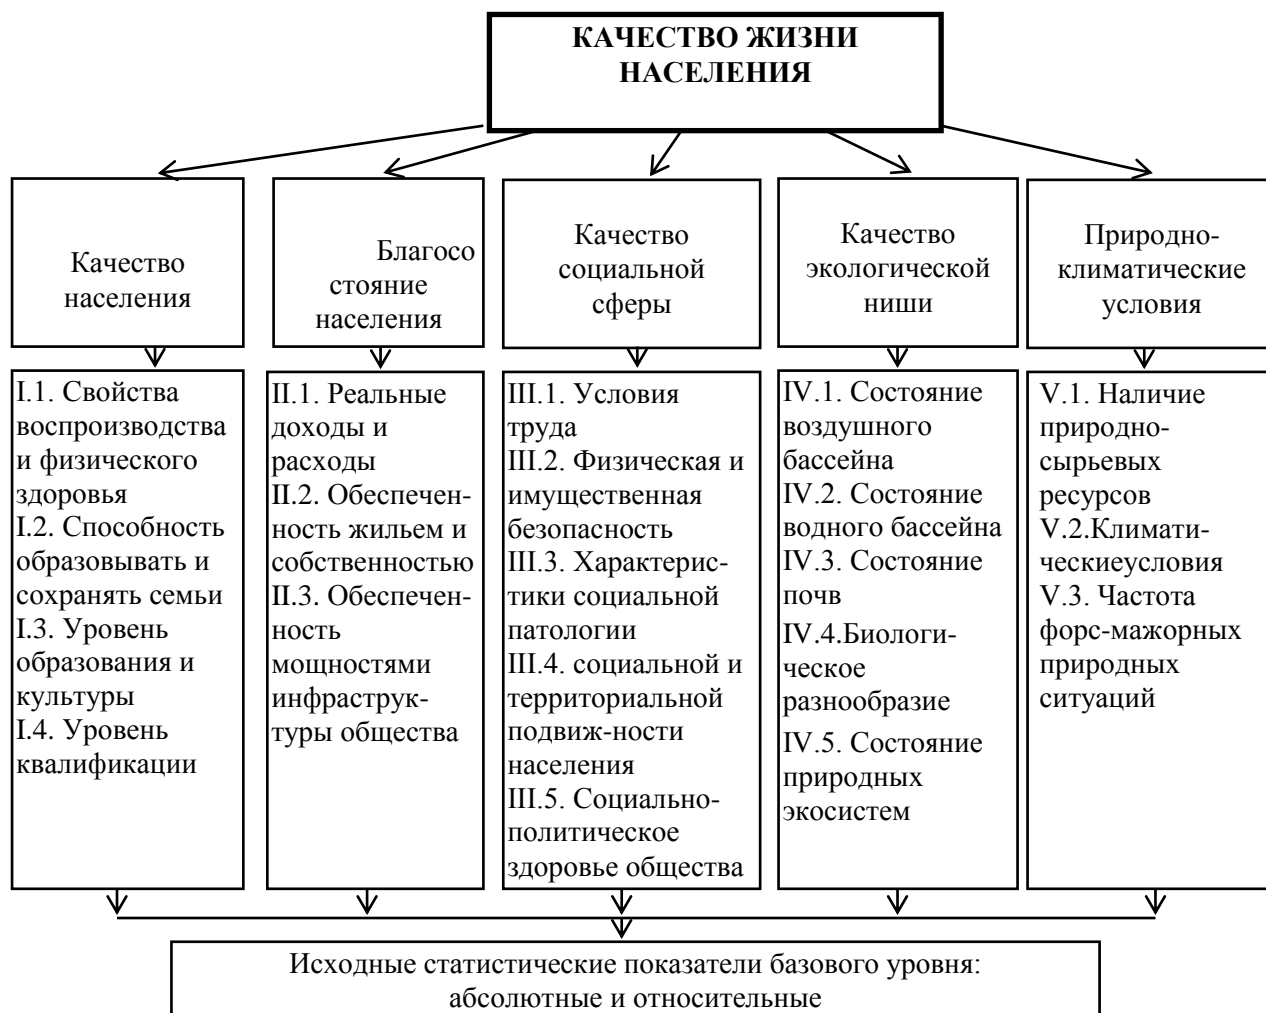 КАЧЕСТВО ЖИЗНИ
НАСЕЛЕНИЯ
Качество
населения
Благосо
стояние
населения
Качество
социальной
сферы
Качество
экологической
ниши
Природно-
климатические
условия
I.1. Свойства
воспроизводства
и физического
здоровья
I.2. Способность
образовывать и
сохранять семьи
I.3. Уровень
образования и
культуры
I.4. Уровень
квалификации
II.1. Реальные
доходы и
расходы
II.2. Обеспечен-
ность жильем и
собственностью
II.3. Обеспечен-
ность
мощностями
инфраструк-
туры общества
III.1. Условия
труда
III.2. Физическая и
имущественная
безопасность
III.3. Характерис-
тики социальной
патологии
III.4. социальной и
территориальной
подвиж-ности
населения
III.5. Социально-
политическое
здоровье общества
IV.1. Состояние
воздушного
бассейна
IV.2. Состояние
водного бассейна
IV.3. Состояние
почв
IV.4.Биологи-
ческое
разнообразие
IV.5. Состояние
природных
экосистем
V.1. Наличие
природно-
сырьевых
ресурсов
V.2.Климати-
ческиеусловия
V.3. Частота
форс-мажорных
природных
ситуаций
Исходные статистические показатели базового уровня:
абсолютные и относительные